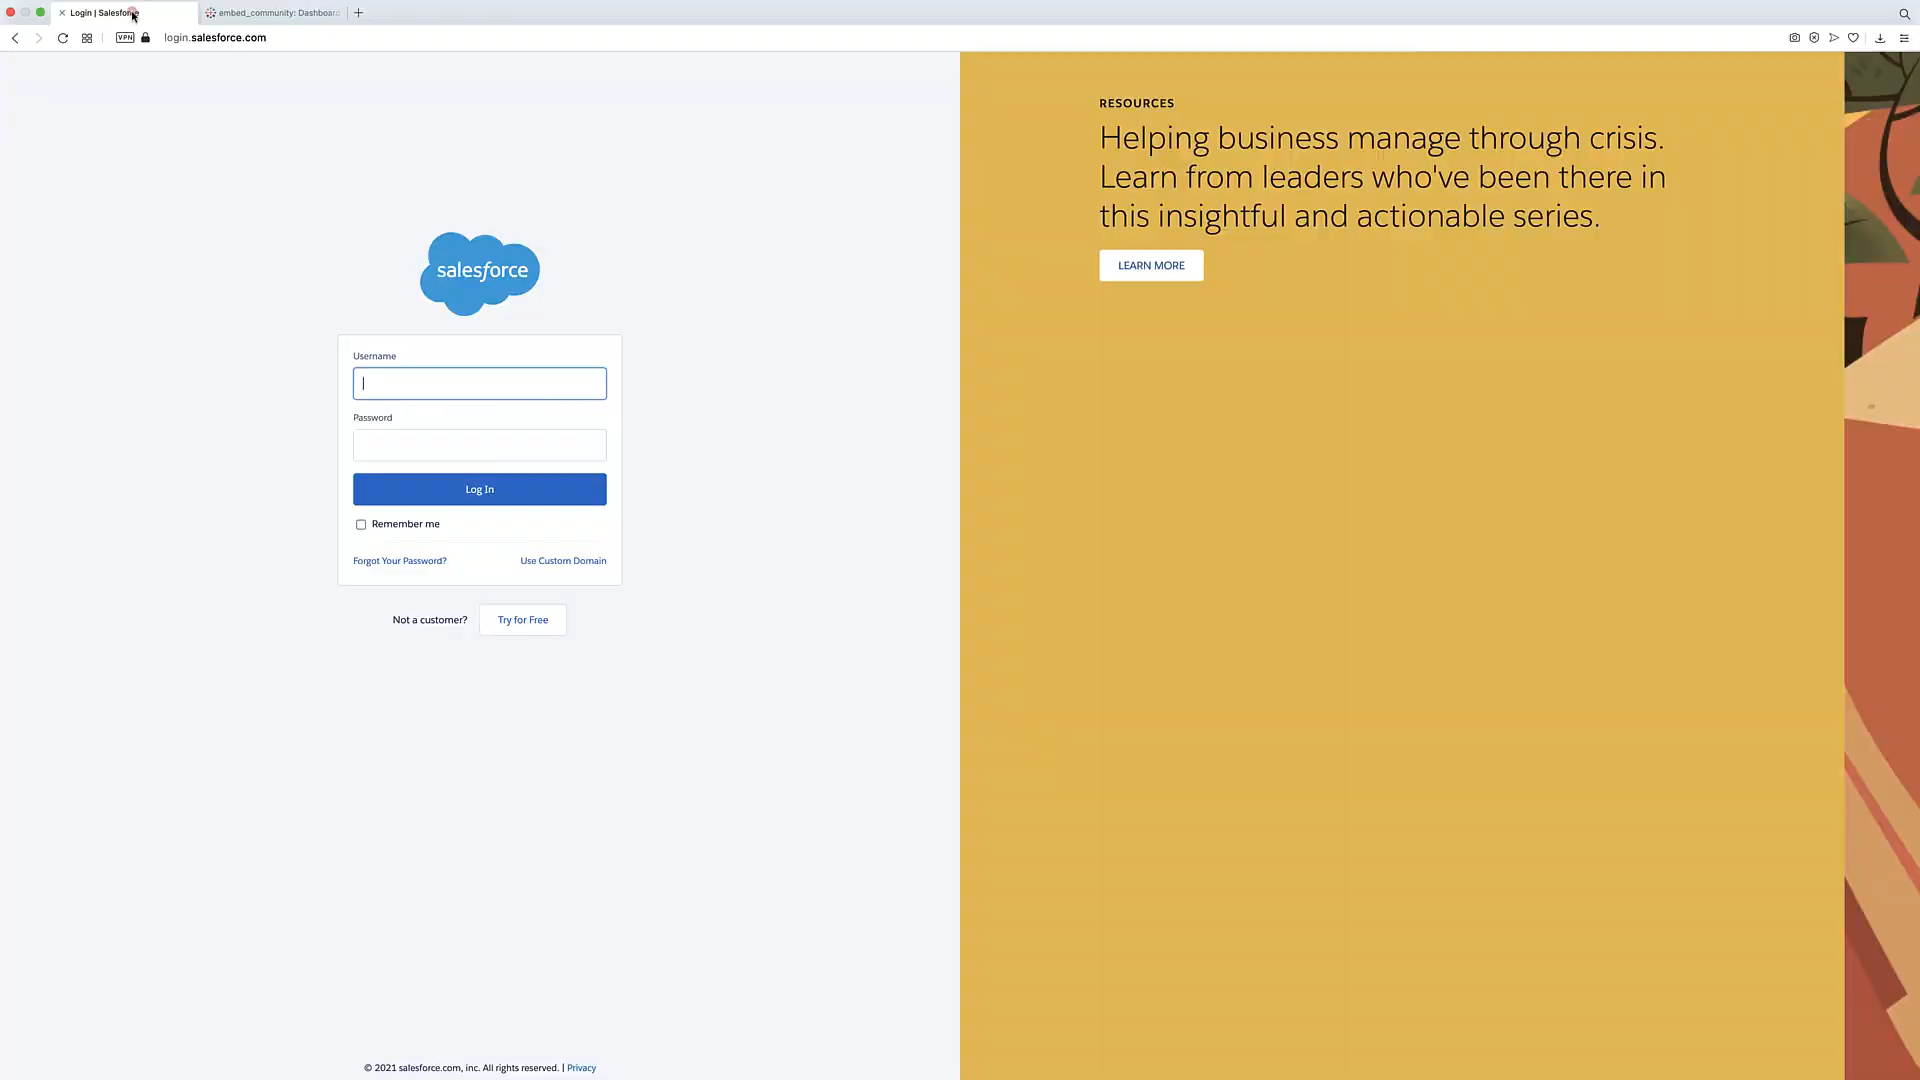 Login | Salesforce
embed_community: Dashboard
VPN
login.salesforce.com
salesforce
Username
Password
Log In
Remember me
Forgot Your Password?
Use Custom Domain
Not a customer?
Try for Free
© 2021 salesforce.com, inc. All rights reserved. | Privacy
RESOURCES
Helping business manage through crisis.
Learn from leaders who've been there in
this insightful and actionable series.
LEARN MORE